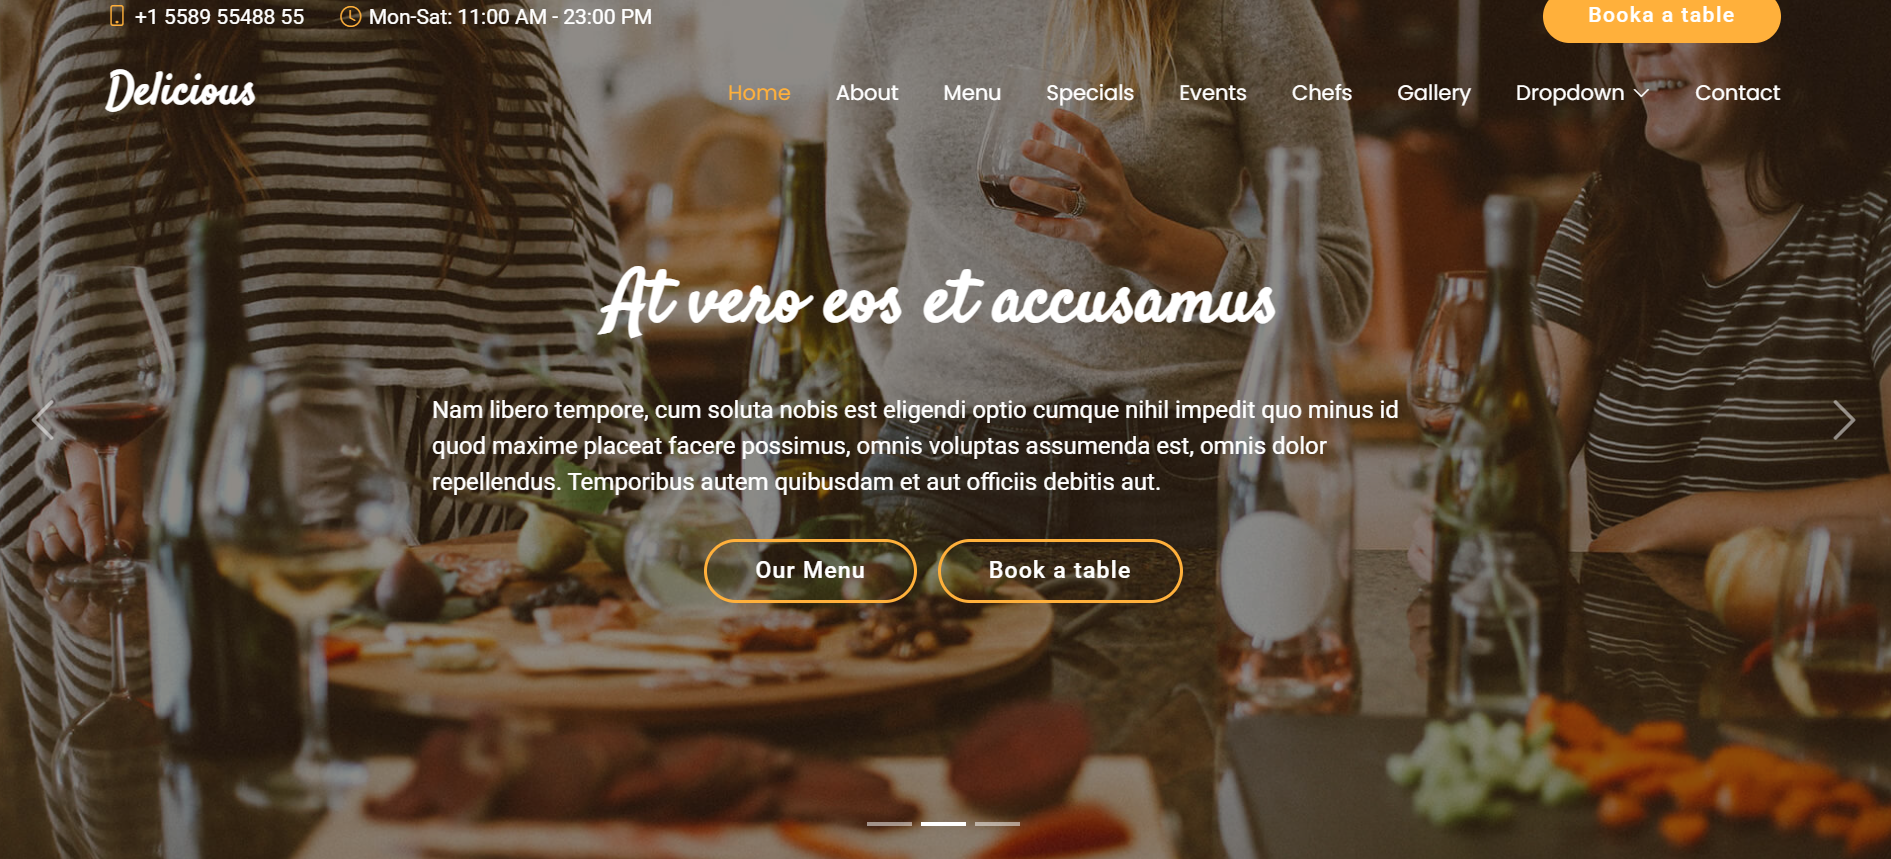 +1 5589 55488 55 Mon-Sat: 11:00 AM - 23:00 PM Booka a table
Delicious Home About Menu Specials Events Chefs Gallery Dropdown Contact
At vero eos et accusamus
Nam libero tempore, cum soluta nobis est eligendi optio cumque nihil impedit quo minus id
quod maxime placeat facere possimus, omnis voluptas assumenda est, omnis dolor
repellendus. Temporibus autem quibusdam et aut officiis debitis aut.
Our Menu Book a table